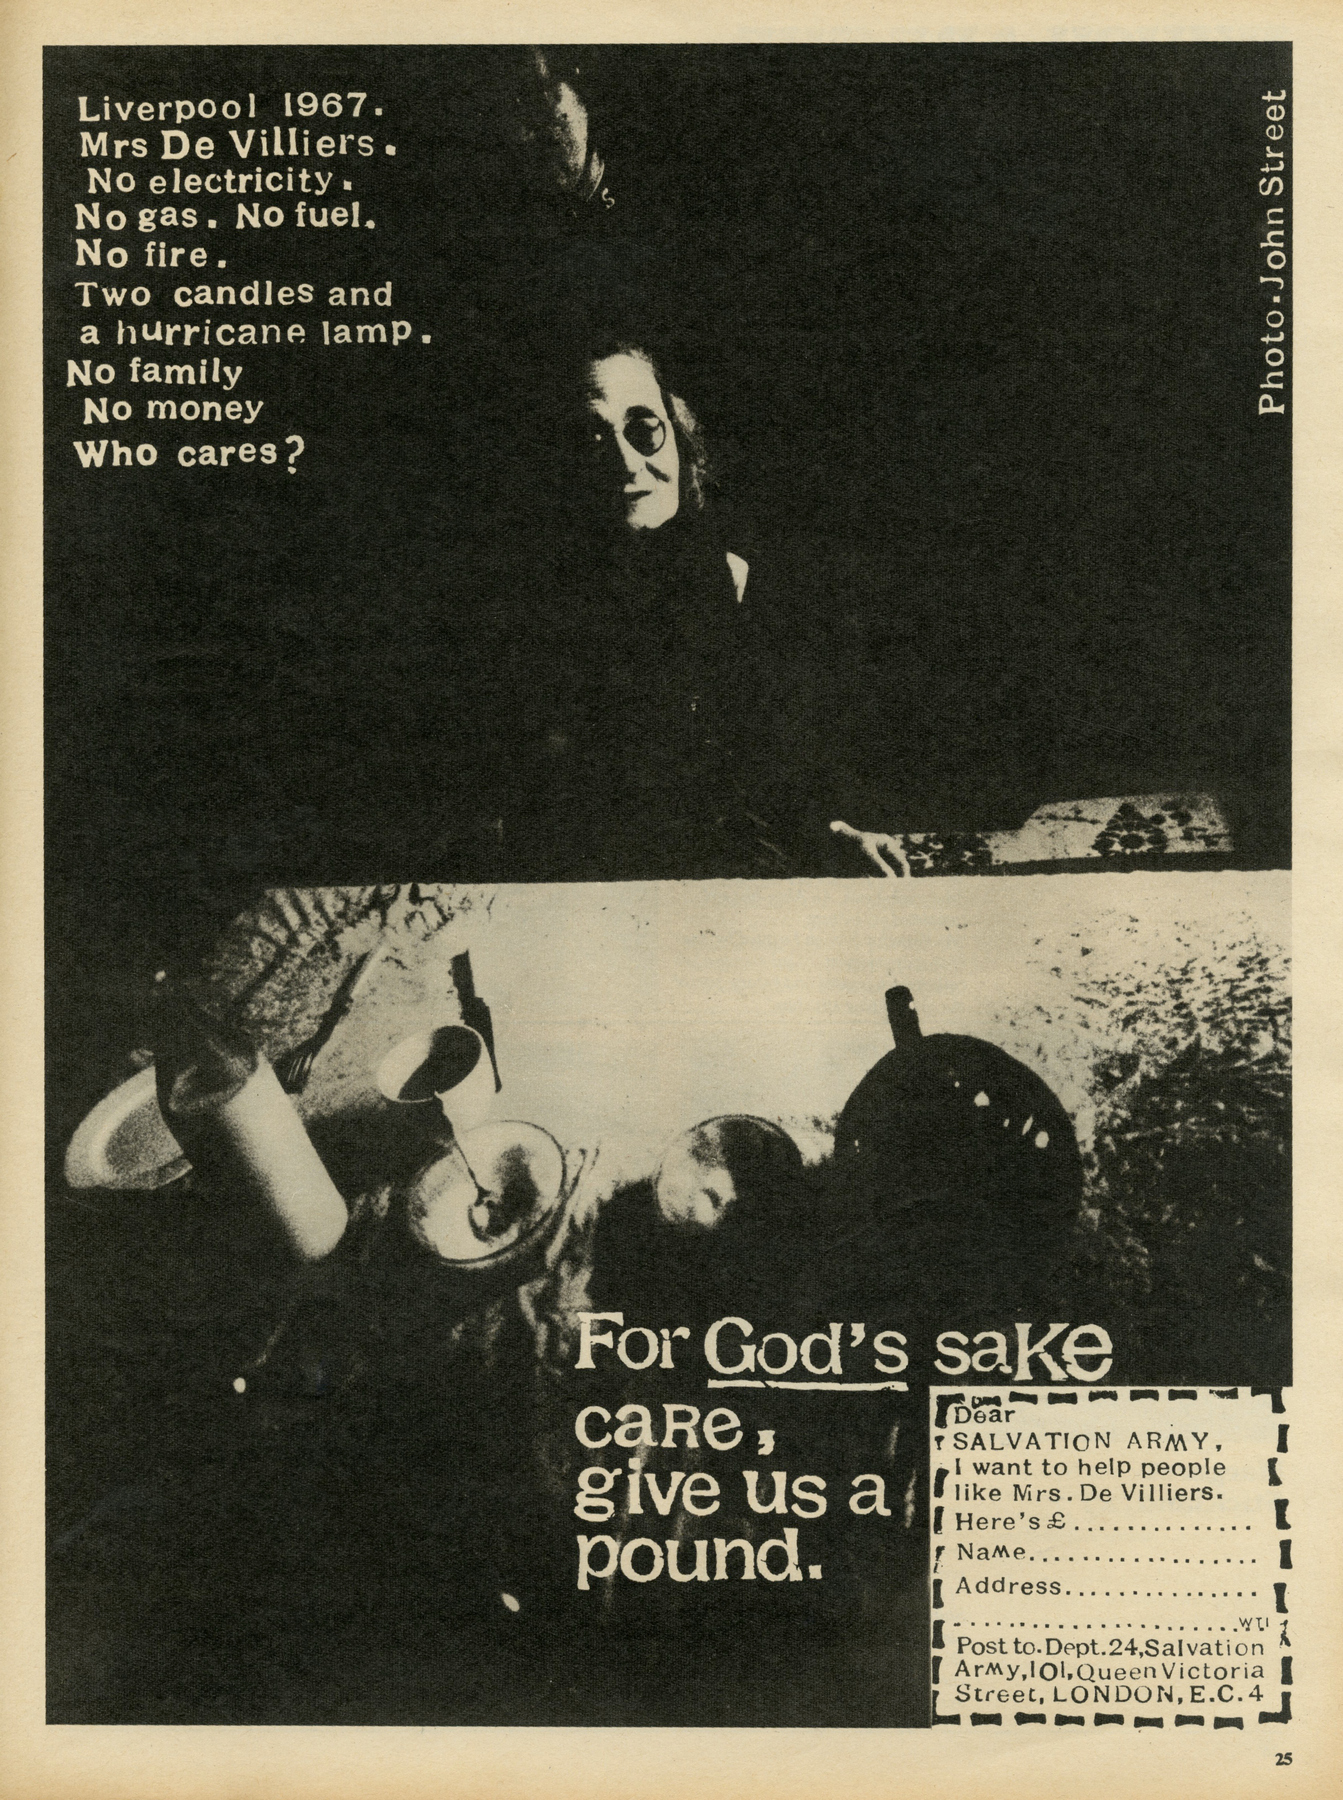 Liverpool 1967.
Mrs De Villiers.
No electricity.
No gas. No fuel.
No fire.
Two candles and
a hurricane lamp.
No family
No money
Who cares?
Photo. John Street
For God's sake
care,
give us a
pound.
Dear
SALVATION ARMY,
I want to help people
like Mrs. De Villiers.
Here's £..............
Name..................
Address...............
......................WTI
Post to. Dept. 24, Salvation
Army, 101, Queen Victoria
Street, LONDON, E.C.4
25